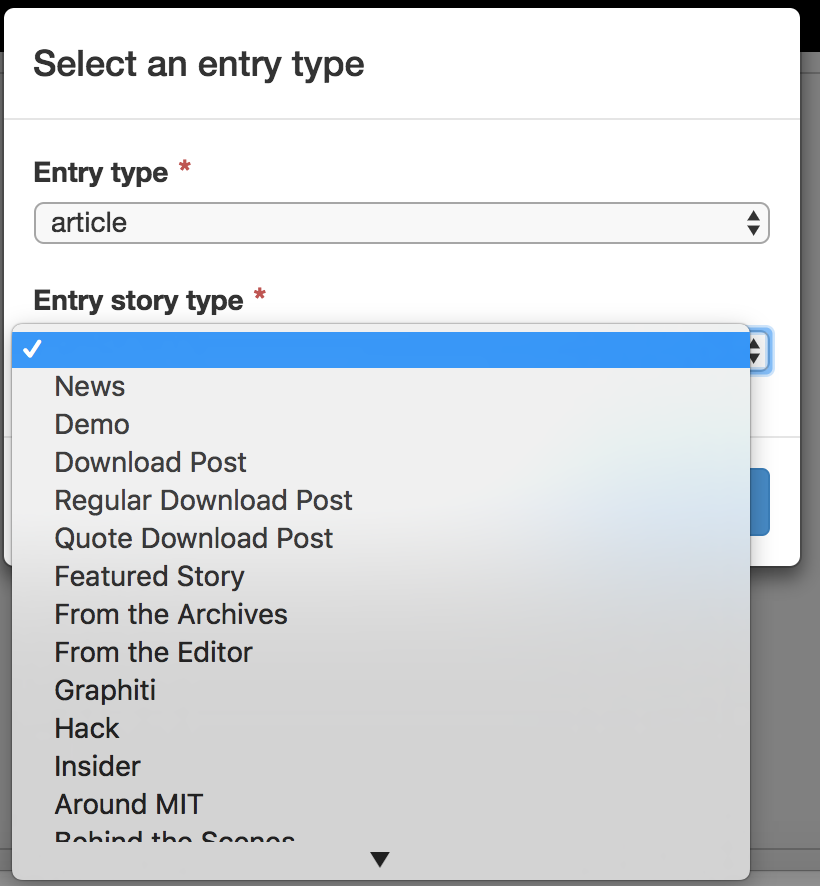 Select an entry type
Entry type *
article
Entry story type *
News
Demo
Download Post
Regular Download Post
Quote Download Post
Featured Story
From the Archives
From the Editor
Graphiti
Hack
Insider
Around MIT
Behind the Scenes